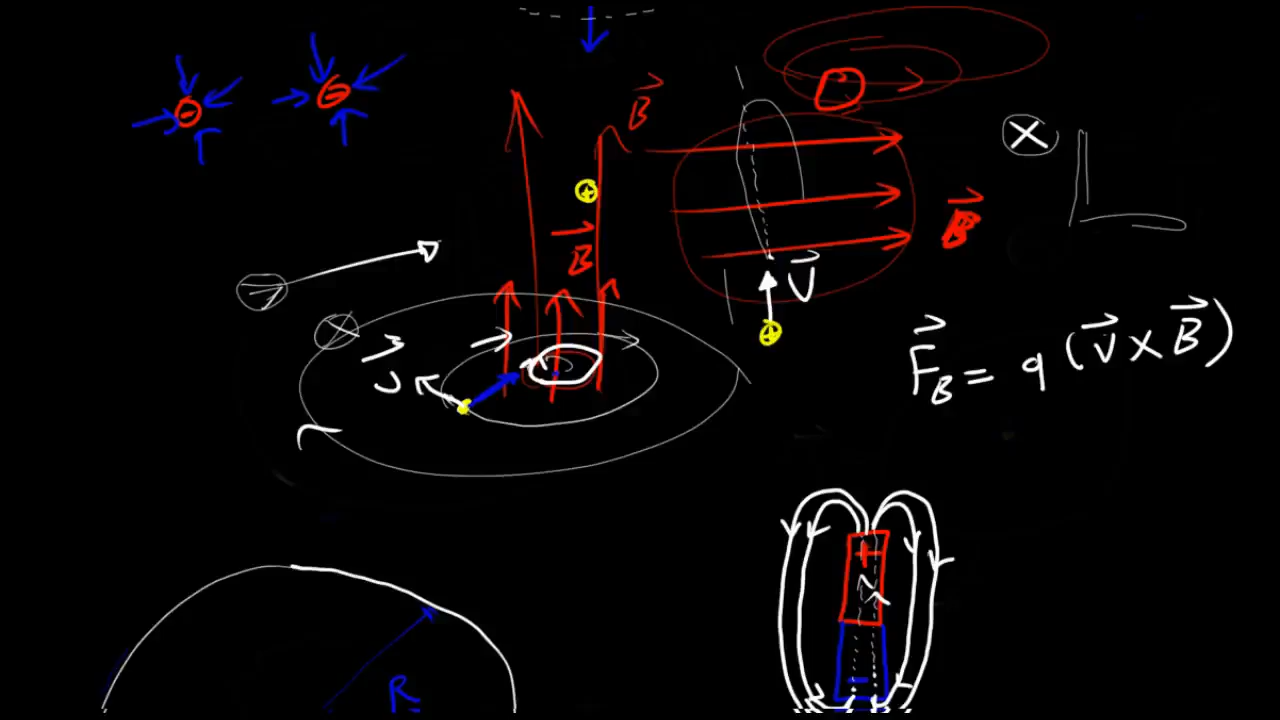 B⃗
B⃗
B⃗
V⃗
F⃗_B = q (V⃗ × B⃗)
+
-
R